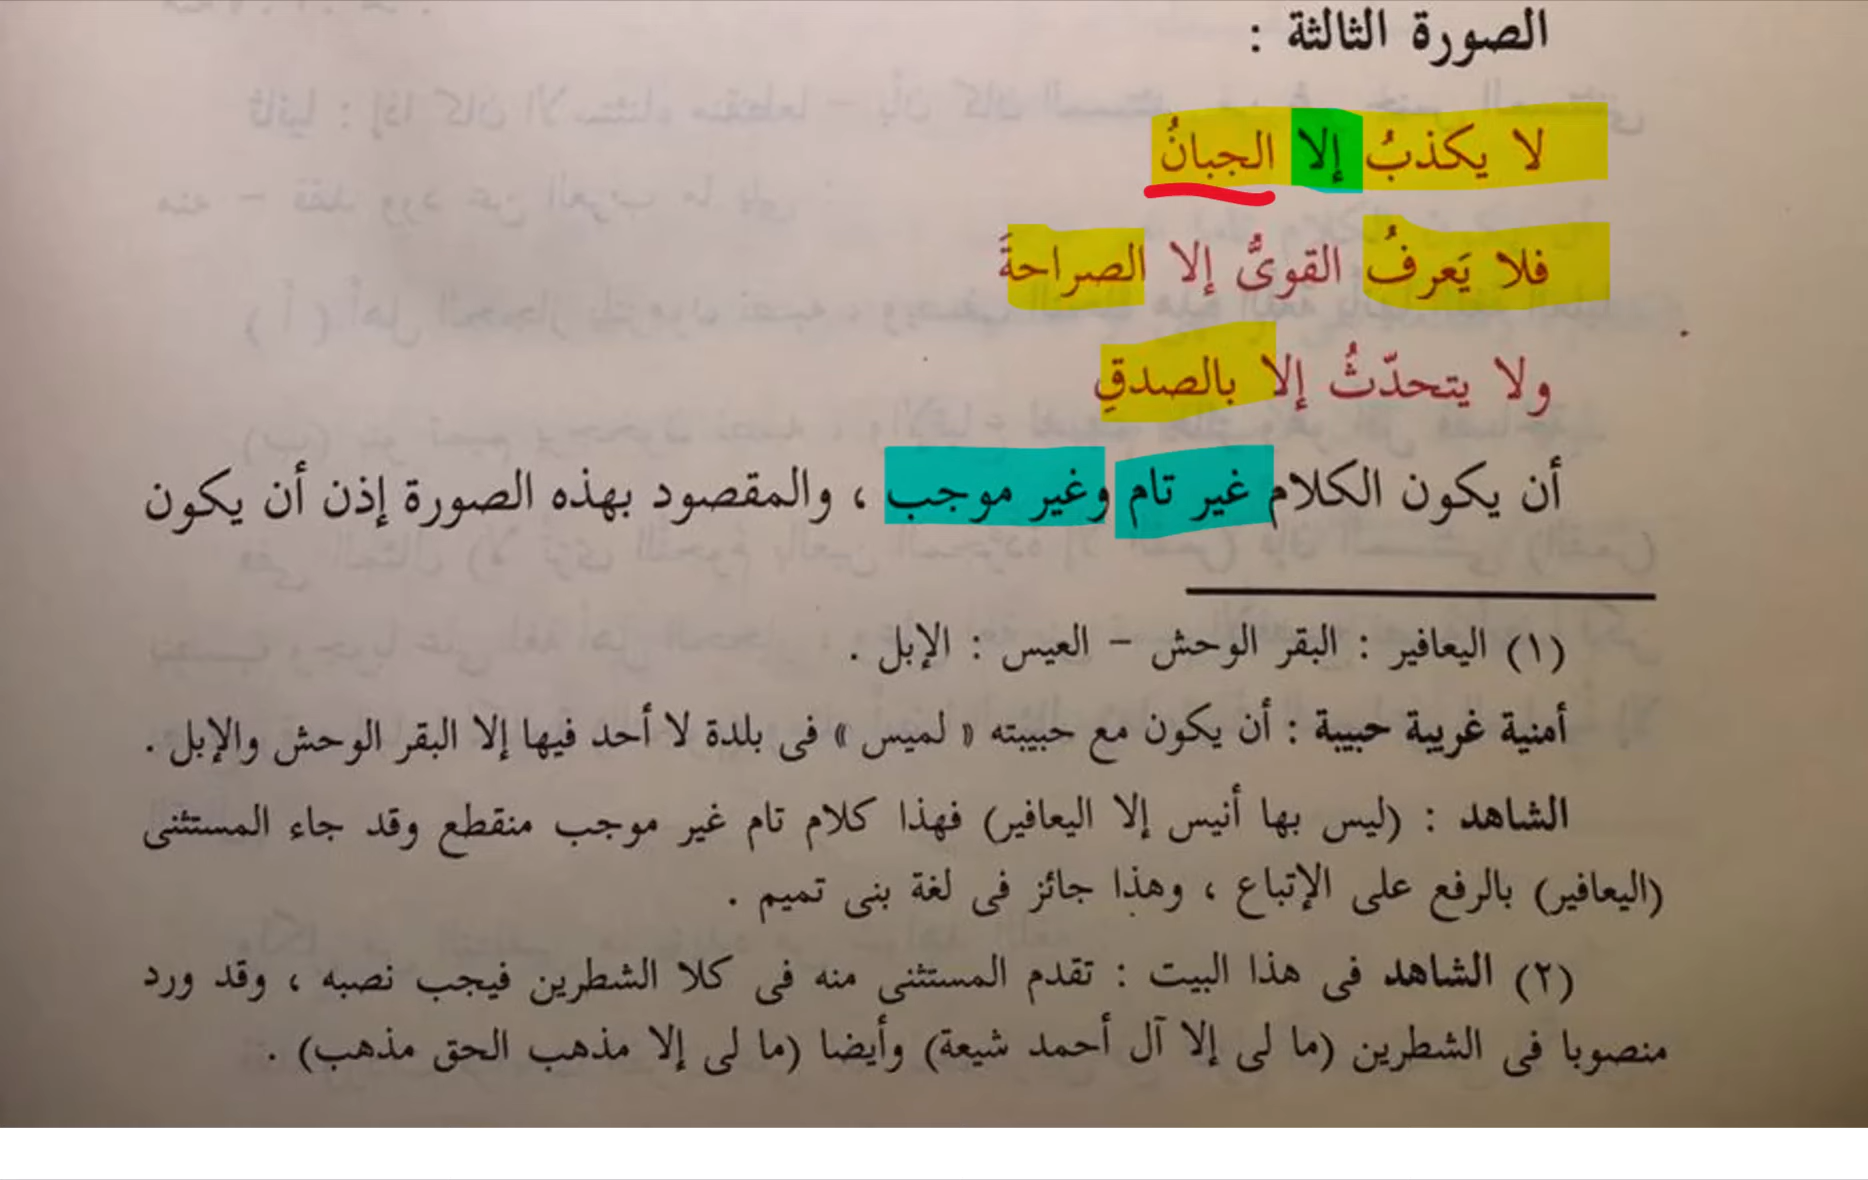 الصورة الثالثة :
لا يكذبُ إلا الجبانُ
فلا يَعرفُ القوىُّ إلا الصراحةَ
ولا يتحدّثُ إلا بالصدقِ
أن يكون الكلام غير تام وغير موجب ، والمقصود بهذه الصورة إذن أن يكون
(١) اليعافير : البقر الوحش – العيس : الإبل .
أمنية غريبة حبيبة : أن يكون مع حبيبته « لميس » فى بلدة لا أحد فيها إلا البقر الوحش والإبل .
الشاهد : (ليس بها أنيس إلا اليعافير) فهذا كلام تام غير موجب منقطع وقد جاء المستثنى
(اليعافير) بالرفع على الإتباع ، وهذا جائز فى لغة بنى تميم .
(٢) الشاهد فى هذا البيت : تقدم المستثنى منه فى كلا الشطرين فيجب نصبه ، وقد ورد
منصوبا فى الشطرين (ما لى إلا آل أحمد شيعة) وأيضا (ما لى إلا مذهب الحق مذهب) .